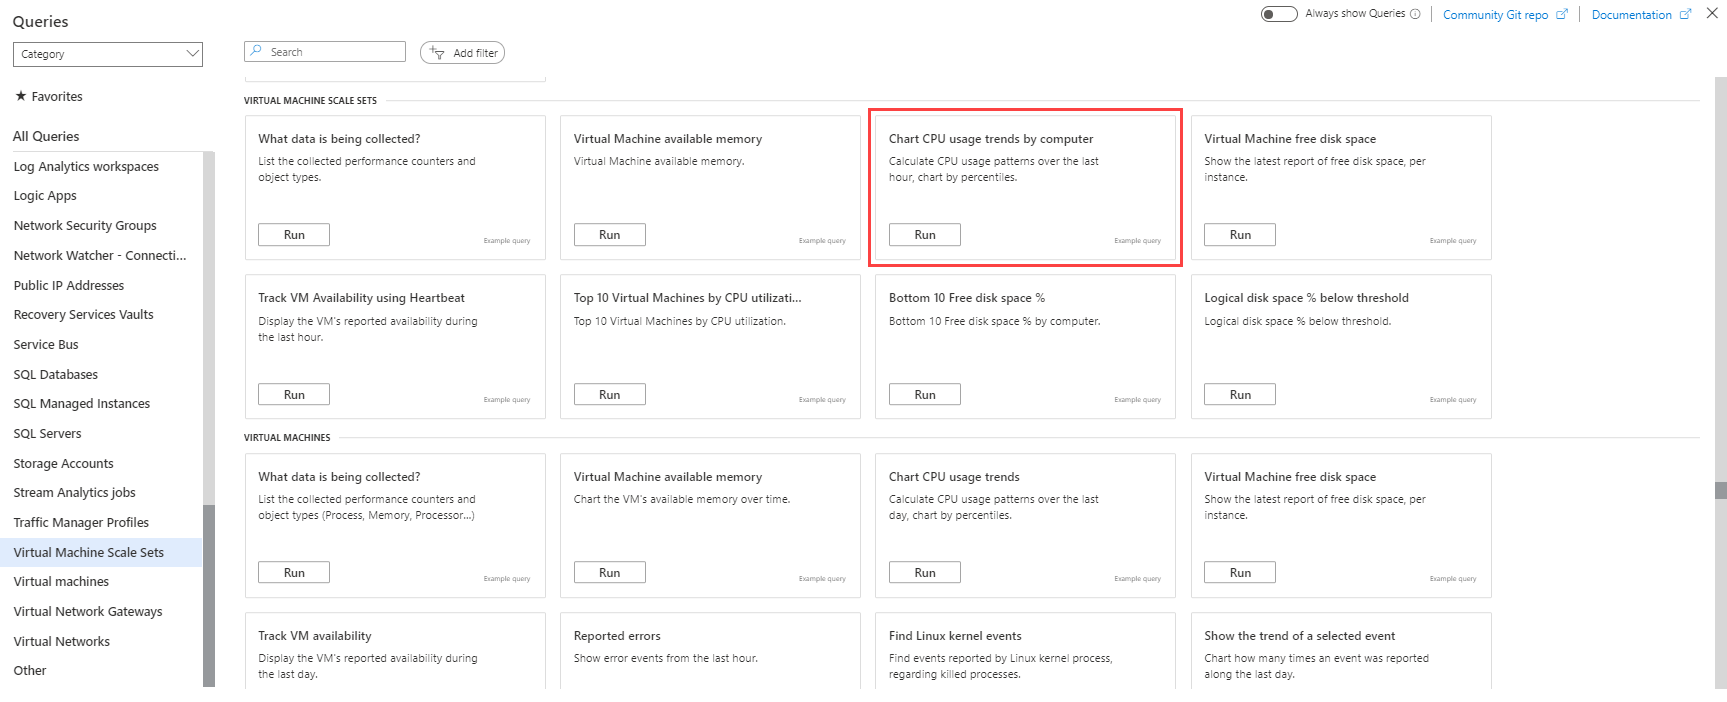 Queries
Always show Queries
Community Git repo
Documentation
Category
Search
Add filter
★ Favorites
All Queries
Log Analytics workspaces
Logic Apps
Network Security Groups
Network Watcher - Connecti...
Public IP Addresses
Recovery Services Vaults
Service Bus
SQL Databases
SQL Managed Instances
SQL Servers
Storage Accounts
Stream Analytics jobs
Traffic Manager Profiles
Virtual Machine Scale Sets
Virtual machines
Virtual Network Gateways
Virtual Networks
Other
VIRTUAL MACHINE SCALE SETS
What data is being collected?
List the collected performance counters and
object types.
Run
Example query
Virtual Machine available memory
Virtual Machine available memory.
Run
Example query
Chart CPU usage trends by computer
Calculate CPU usage patterns over the last
hour, chart by percentiles.
Run
Example query
Virtual Machine free disk space
Show the latest report of free disk space, per
instance.
Run
Example query
Track VM Availability using Heartbeat
Display the VM's reported availability during
the last hour.
Run
Example query
Top 10 Virtual Machines by CPU utilizati...
Top 10 Virtual Machines by CPU utilization.
Run
Example query
Bottom 10 Free disk space %
Bottom 10 Free disk space % by computer.
Run
Example query
Logical disk space % below threshold
Logical disk space % below threshold.
Run
Example query
VIRTUAL MACHINES
What data is being collected?
List the collected performance counters and
object types (Process, Memory, Processor...)
Run
Example query
Virtual Machine available memory
Chart the VM's available memory over time.
Run
Example query
Chart CPU usage trends
Calculate CPU usage patterns over the last
day, chart by percentiles.
Run
Example query
Virtual Machine free disk space
Show the latest report of free disk space, per
instance.
Run
Example query
Track VM availability
Display the VM's reported availability during
the last day.
Reported errors
Show error events from the last hour.
Find Linux kernel events
Find events reported by Linux kernel process,
regarding killed processes.
Show the trend of a selected event
Chart how many times an event was reported
along the last day.